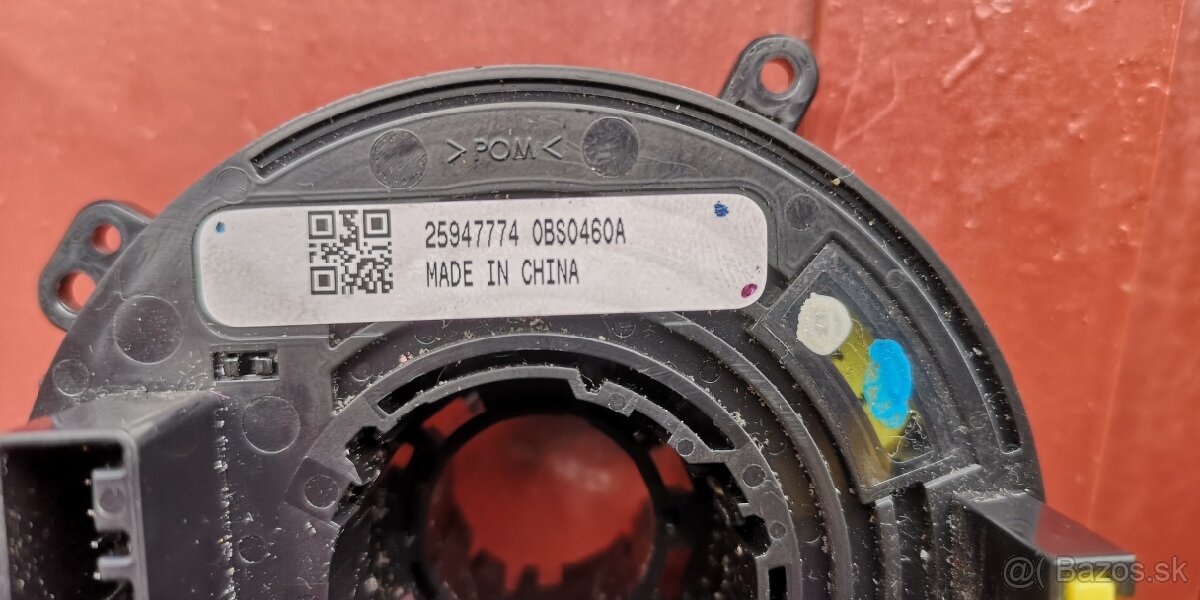 >POM<
25947774 0BS0460A
MADE IN CHINA
@( Bazos.sk